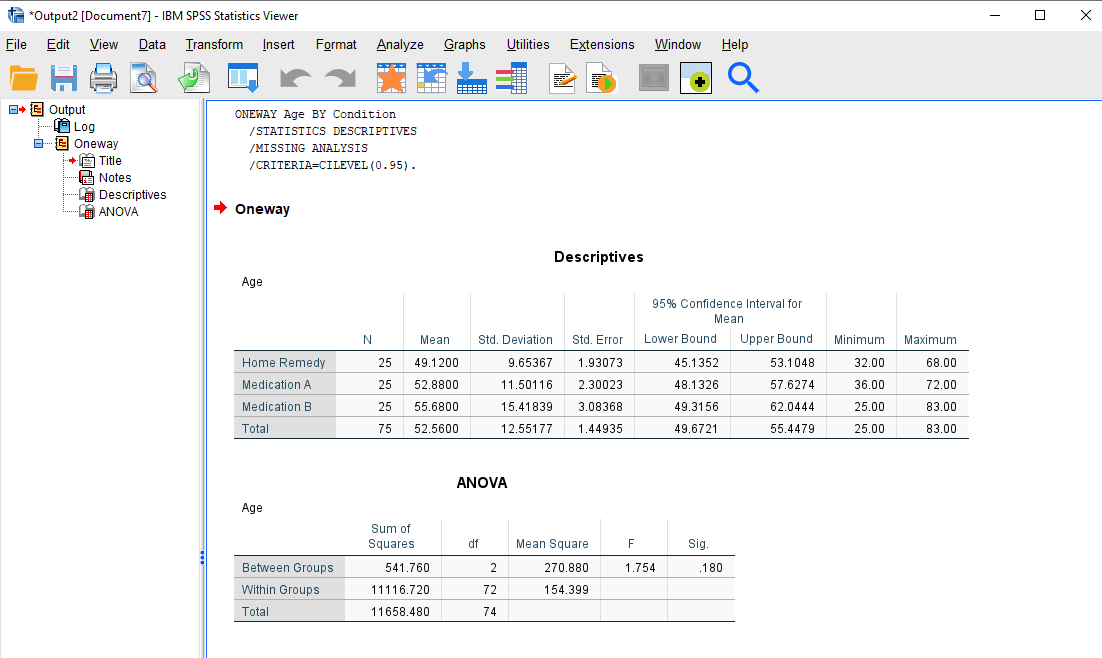 *Output2 [Document7] - IBM SPSS Statistics Viewer
File Edit View Data Transform Insert Format Analyze Graphs Utilities Extensions Window Help
Output
Log
Oneway
Title
Notes
Descriptives
ANOVA
ONEWAY Age BY Condition
/STATISTICS DESCRIPTIVES
/MISSING ANALYSIS
/CRITERIA=CILEVEL(0.95).
Oneway
Descriptives
Age
95% Confidence Interval for
Mean
N Mean Std. Deviation Std. Error Lower Bound Upper Bound Minimum Maximum
Home Remedy 25 49.1200 9.65367 1.93073 45.1352 53.1048 32.00 68.00
Medication A 25 52.8800 11.50116 2.30023 48.1326 57.6274 36.00 72.00
Medication B 25 55.6800 15.41839 3.08368 49.3156 62.0444 25.00 83.00
Total 75 52.5600 12.55177 1.44935 49.6721 55.4479 25.00 83.00
ANOVA
Age
Sum of
Squares df Mean Square F Sig.
Between Groups 541.760 2 270.880 1.754 .180
Within Groups 11116.720 72 154.399
Total 11658.480 74